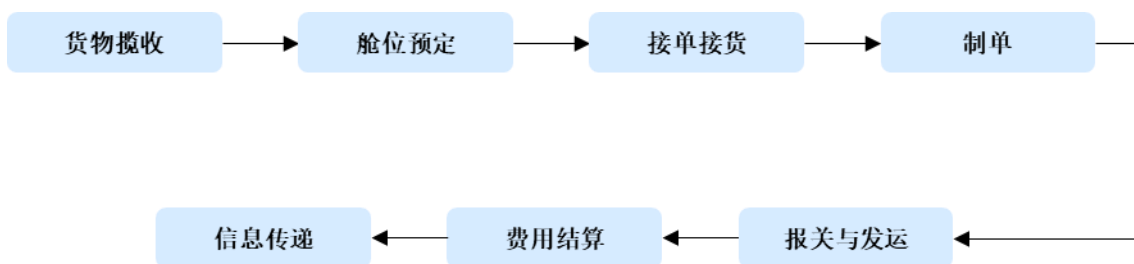 货物揽收
舱位预定
接单接货
制单
报关与发运
费用结算
信息传递